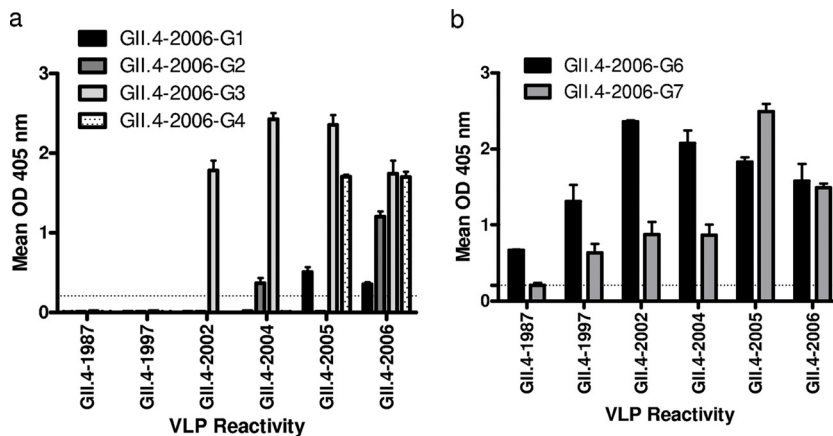 a
GII.4-2006-G1
GII.4-2006-G2
GII.4-2006-G3
GII.4-2006-G4
Mean OD 405 nm
3
2
1
0
GII.4-1987
GII.4-1997
GII.4-2002
GII.4-2004
GII.4-2005
GII.4-2006
VLP Reactivity
b
GII.4-2006-G6
GII.4-2006-G7
Mean OD 405 nm
3
2
1
0
GII.4-1987
GII.4-1997
GII.4-2002
GII.4-2004
GII.4-2005
GII.4-2006
VLP Reactivity